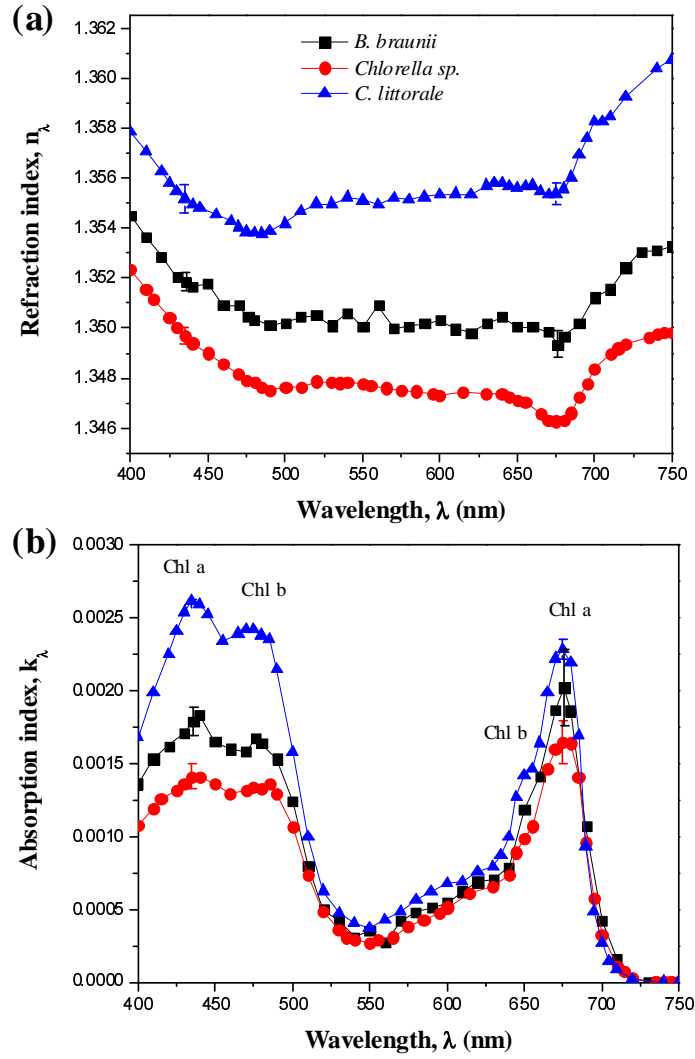 (a)
1.362
1.360
1.358
1.356
1.354
1.352
1.350
1.348
1.346
Refraction index, n_λ
B. braunii
Chlorella sp.
C. littorale
400 450 500 550 600 650 700 750
Wavelength, λ (nm)
(b)
0.0030
0.0025
0.0020
0.0015
0.0010
0.0005
0.0000
Absorption index, k_λ
Chl a
Chl b
Chl b
Chl a
400 450 500 550 600 650 700 750
Wavelength, λ (nm)